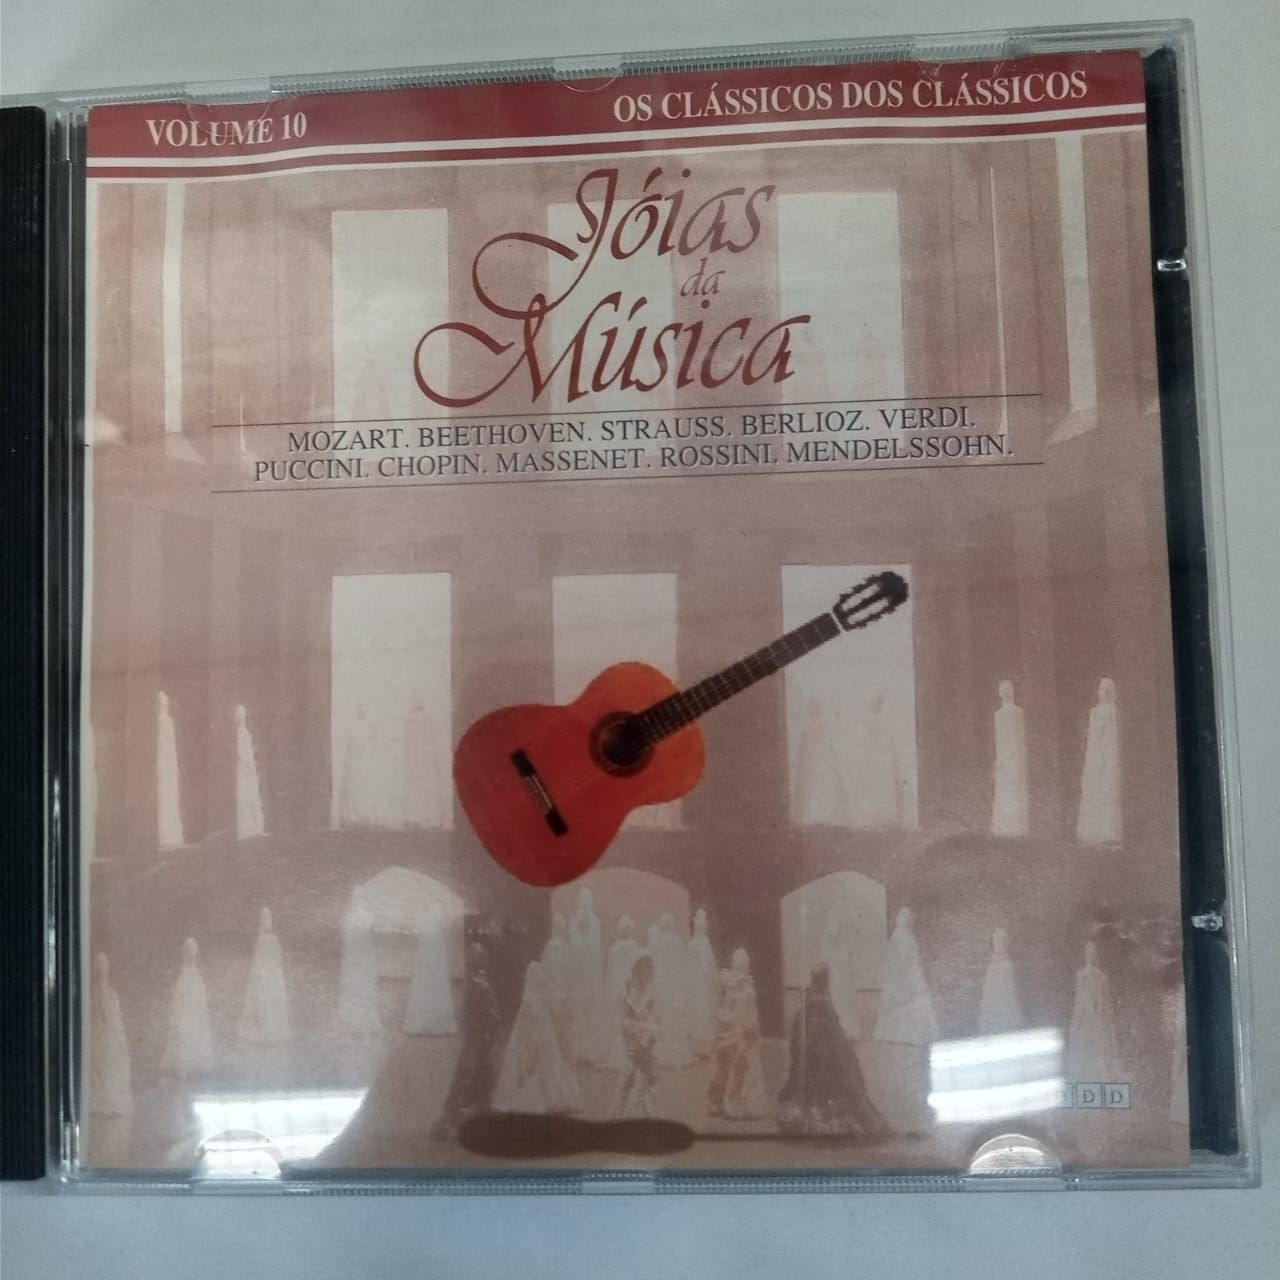 VOLUME 10
OS CLÁSSICOS DOS CLÁSSICOS
Jóias
da
Música
MOZART. BEETHOVEN. STRAUSS. BERLIOZ. VERDI.
PUCCINI. CHOPIN. MASSENET. ROSSINI. MENDELSSOHN.
DDD